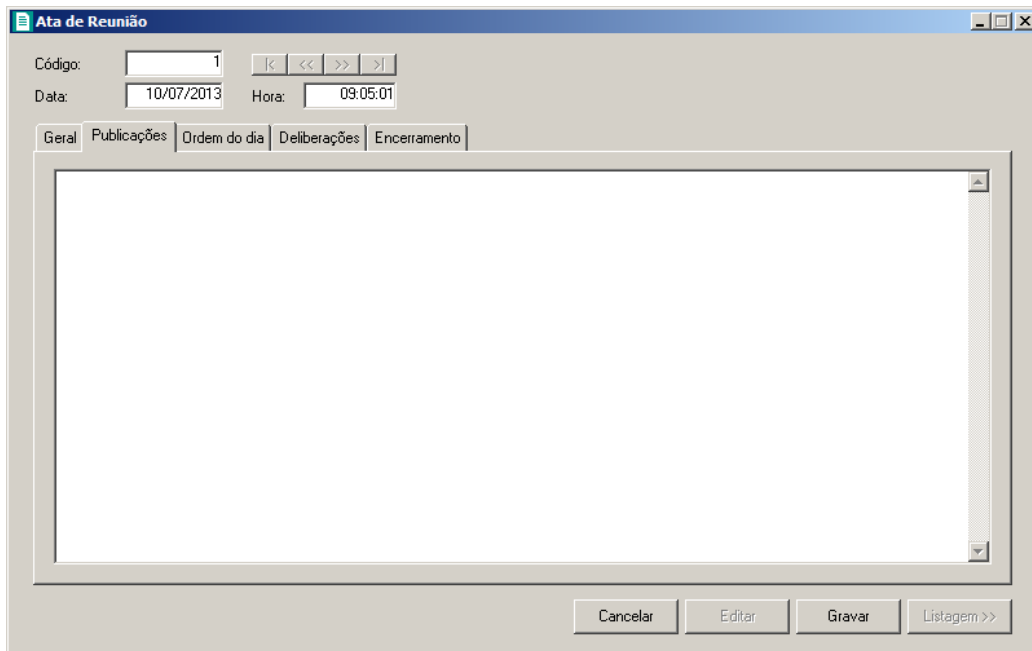 Ata de Reunião
Código: 1 |< << >> >|
Data: 10/07/2013 Hora: 09:05:01
Geral Publicações Ordem do dia Deliberações Encerramento
Cancelar Editar Gravar Listagem >>